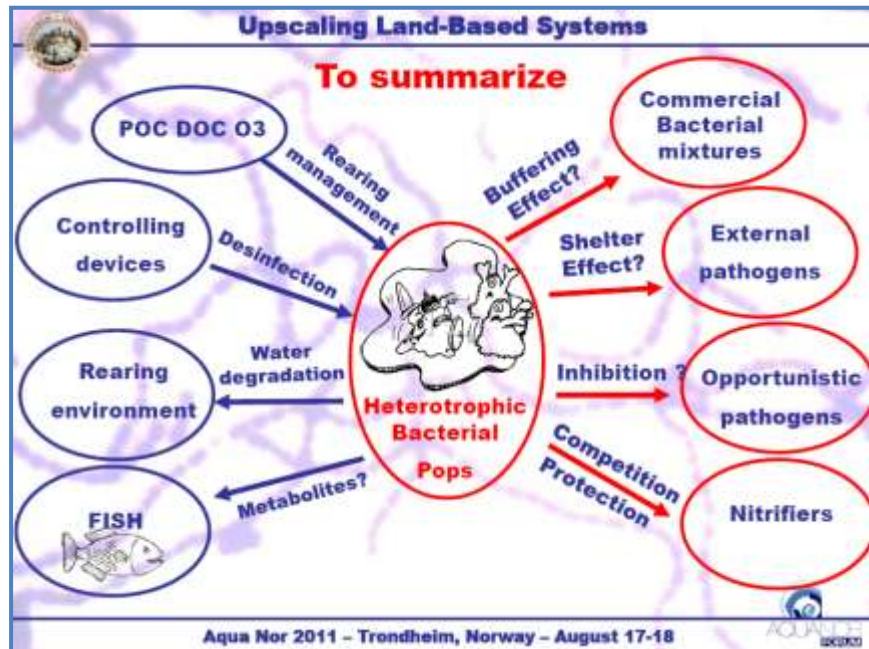 Upscaling Land-Based Systems
To summarize
POC DOC O3
Rearing
management
Controlling
devices
Desinfection
Rearing
environment
Water
degradation
FISH
Metabolites?
Heterotrophic
Bacterial
Pops
Buffering
Effect?
Commercial
Bacterial
mixtures
Shelter
Effect?
External
pathogens
Inhibition ?
Opportunistic
pathogens
Competition
Protection
Nitrifiers
Aqua Nor 2011 – Trondheim, Norway – August 17-18
FORUM